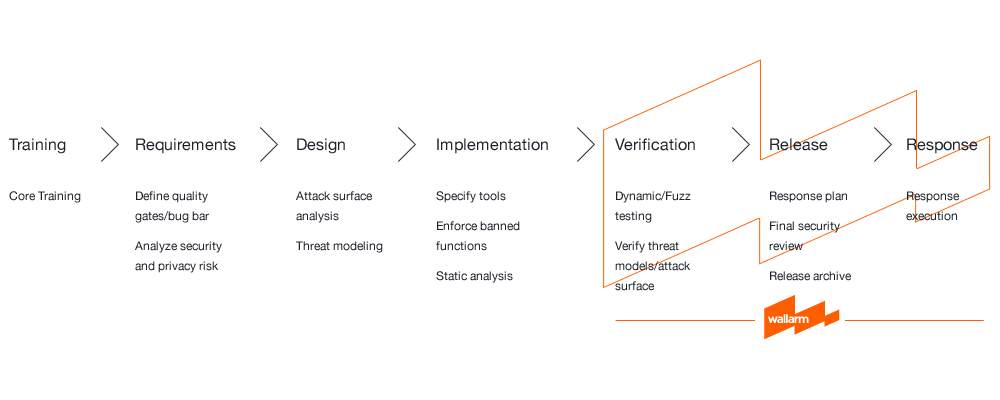 Training
Requirements
Design
Implementation
Verification
Release
Response
Core Training
Define quality
gates/bug bar
Analyze security
and privacy risk
Attack surface
analysis
Threat modeling
Specify tools
Enforce banned
functions
Static analysis
Dynamic/Fuzz
testing
Verify threat
models/attack
surface
Response plan
Final security
review
Release archive
Response
execution
wallarm